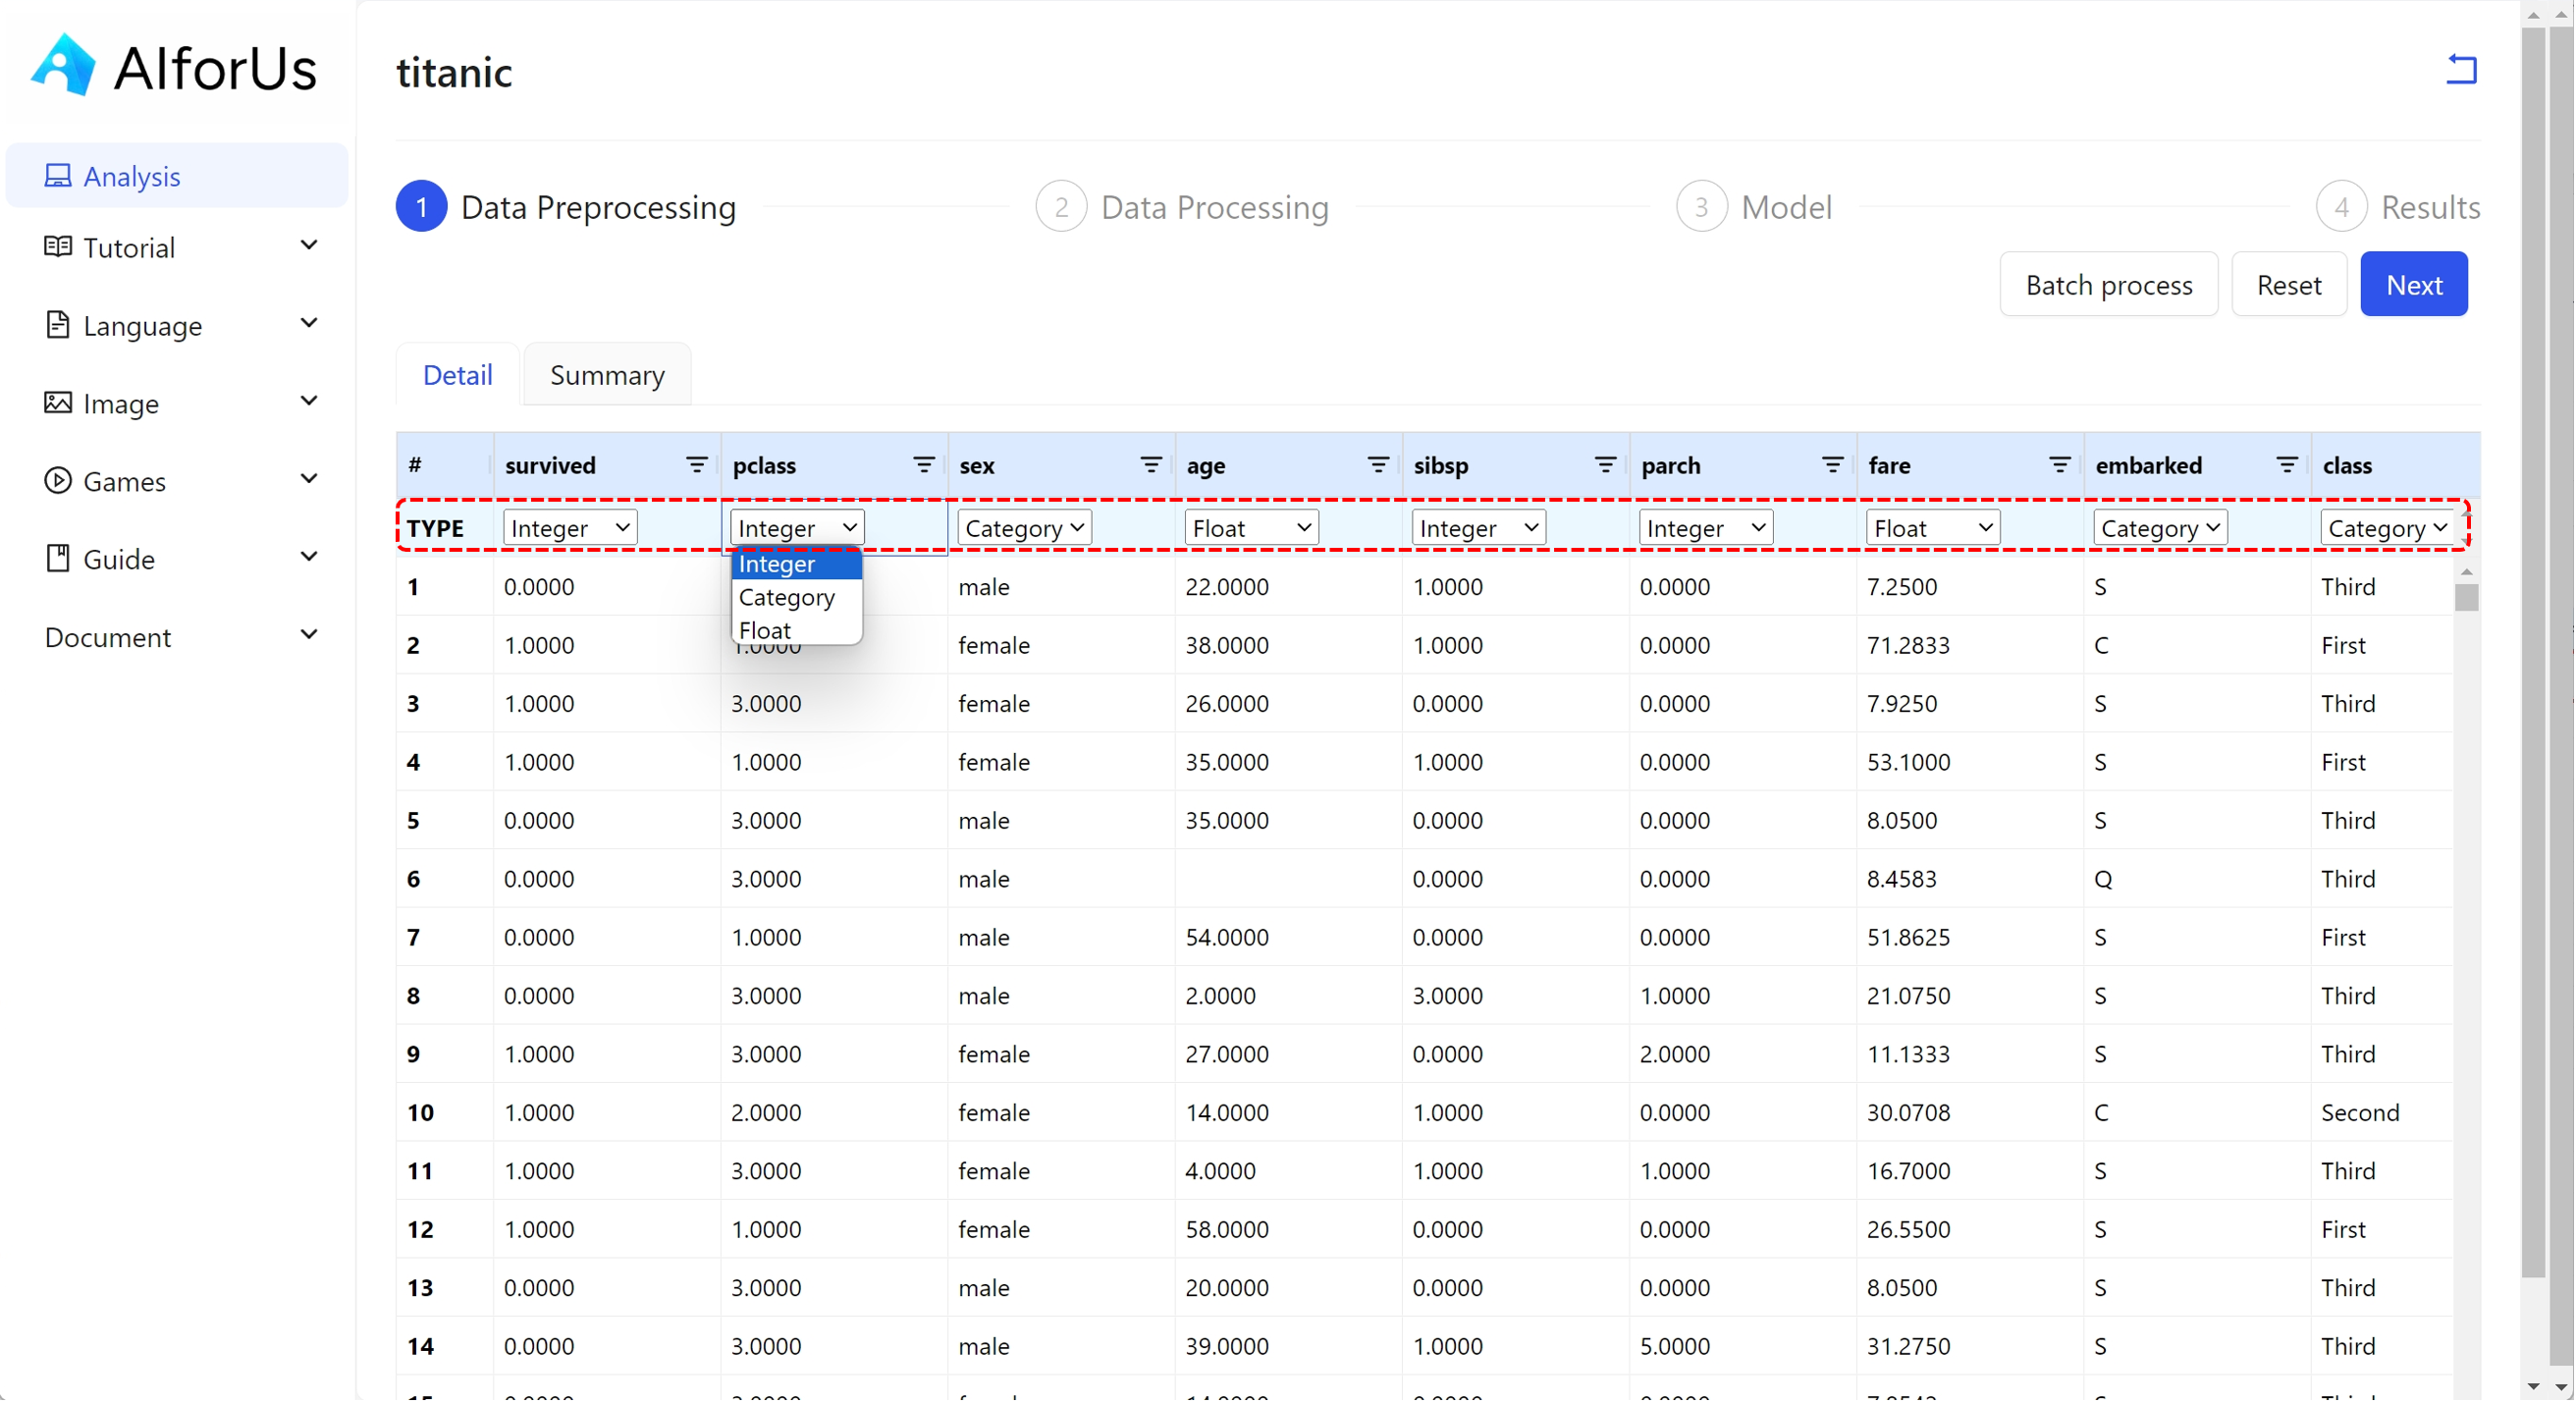 AIforUs
titanic
Analysis
Tutorial
Language
Image
Games
Guide
Document
1 Data Preprocessing 2 Data Processing 3 Model 4 Results
Batch process Reset Next
Detail Summary
# survived pclass sex age sibsp parch fare embarked class
TYPE Integer Integer Category Float Integer Integer Float Category Category
Integer
Category
Float
1 0.0000 male 22.0000 1.0000 0.0000 7.2500 S Third
2 1.0000 1.0000 female 38.0000 1.0000 0.0000 71.2833 C First
3 1.0000 3.0000 female 26.0000 0.0000 0.0000 7.9250 S Third
4 1.0000 1.0000 female 35.0000 1.0000 0.0000 53.1000 S First
5 0.0000 3.0000 male 35.0000 0.0000 0.0000 8.0500 S Third
6 0.0000 3.0000 male 0.0000 0.0000 8.4583 Q Third
7 0.0000 1.0000 male 54.0000 0.0000 0.0000 51.8625 S First
8 0.0000 3.0000 male 2.0000 3.0000 1.0000 21.0750 S Third
9 1.0000 3.0000 female 27.0000 0.0000 2.0000 11.1333 S Third
10 1.0000 2.0000 female 14.0000 1.0000 0.0000 30.0708 C Second
11 1.0000 3.0000 female 4.0000 1.0000 1.0000 16.7000 S Third
12 1.0000 1.0000 female 58.0000 0.0000 0.0000 26.5500 S First
13 0.0000 3.0000 male 20.0000 0.0000 0.0000 8.0500 S Third
14 0.0000 3.0000 male 39.0000 1.0000 5.0000 31.2750 S Third